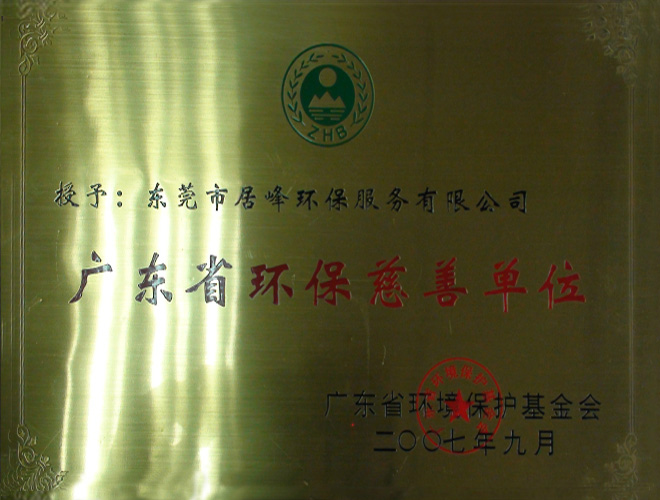 ZHB
授予：东莞市居峰环保服务有限公司
广东省环保慈善单位
广东省环境保护基金会
二〇〇七年九月